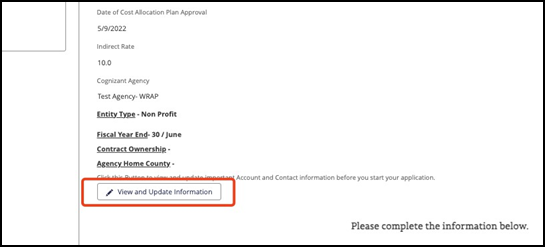 Date of Cost Allocation Plan Approval
5/9/2022
Indirect Rate
10.0
Cognizant Agency
Test Agency- WRAP
Entity Type - Non Profit
Fiscal Year End- 30 / June
Contract Ownership -
Agency Home County -
Click this Button to view and update important Account and Contact information before you start your application.
View and Update Information
Please complete the information below.